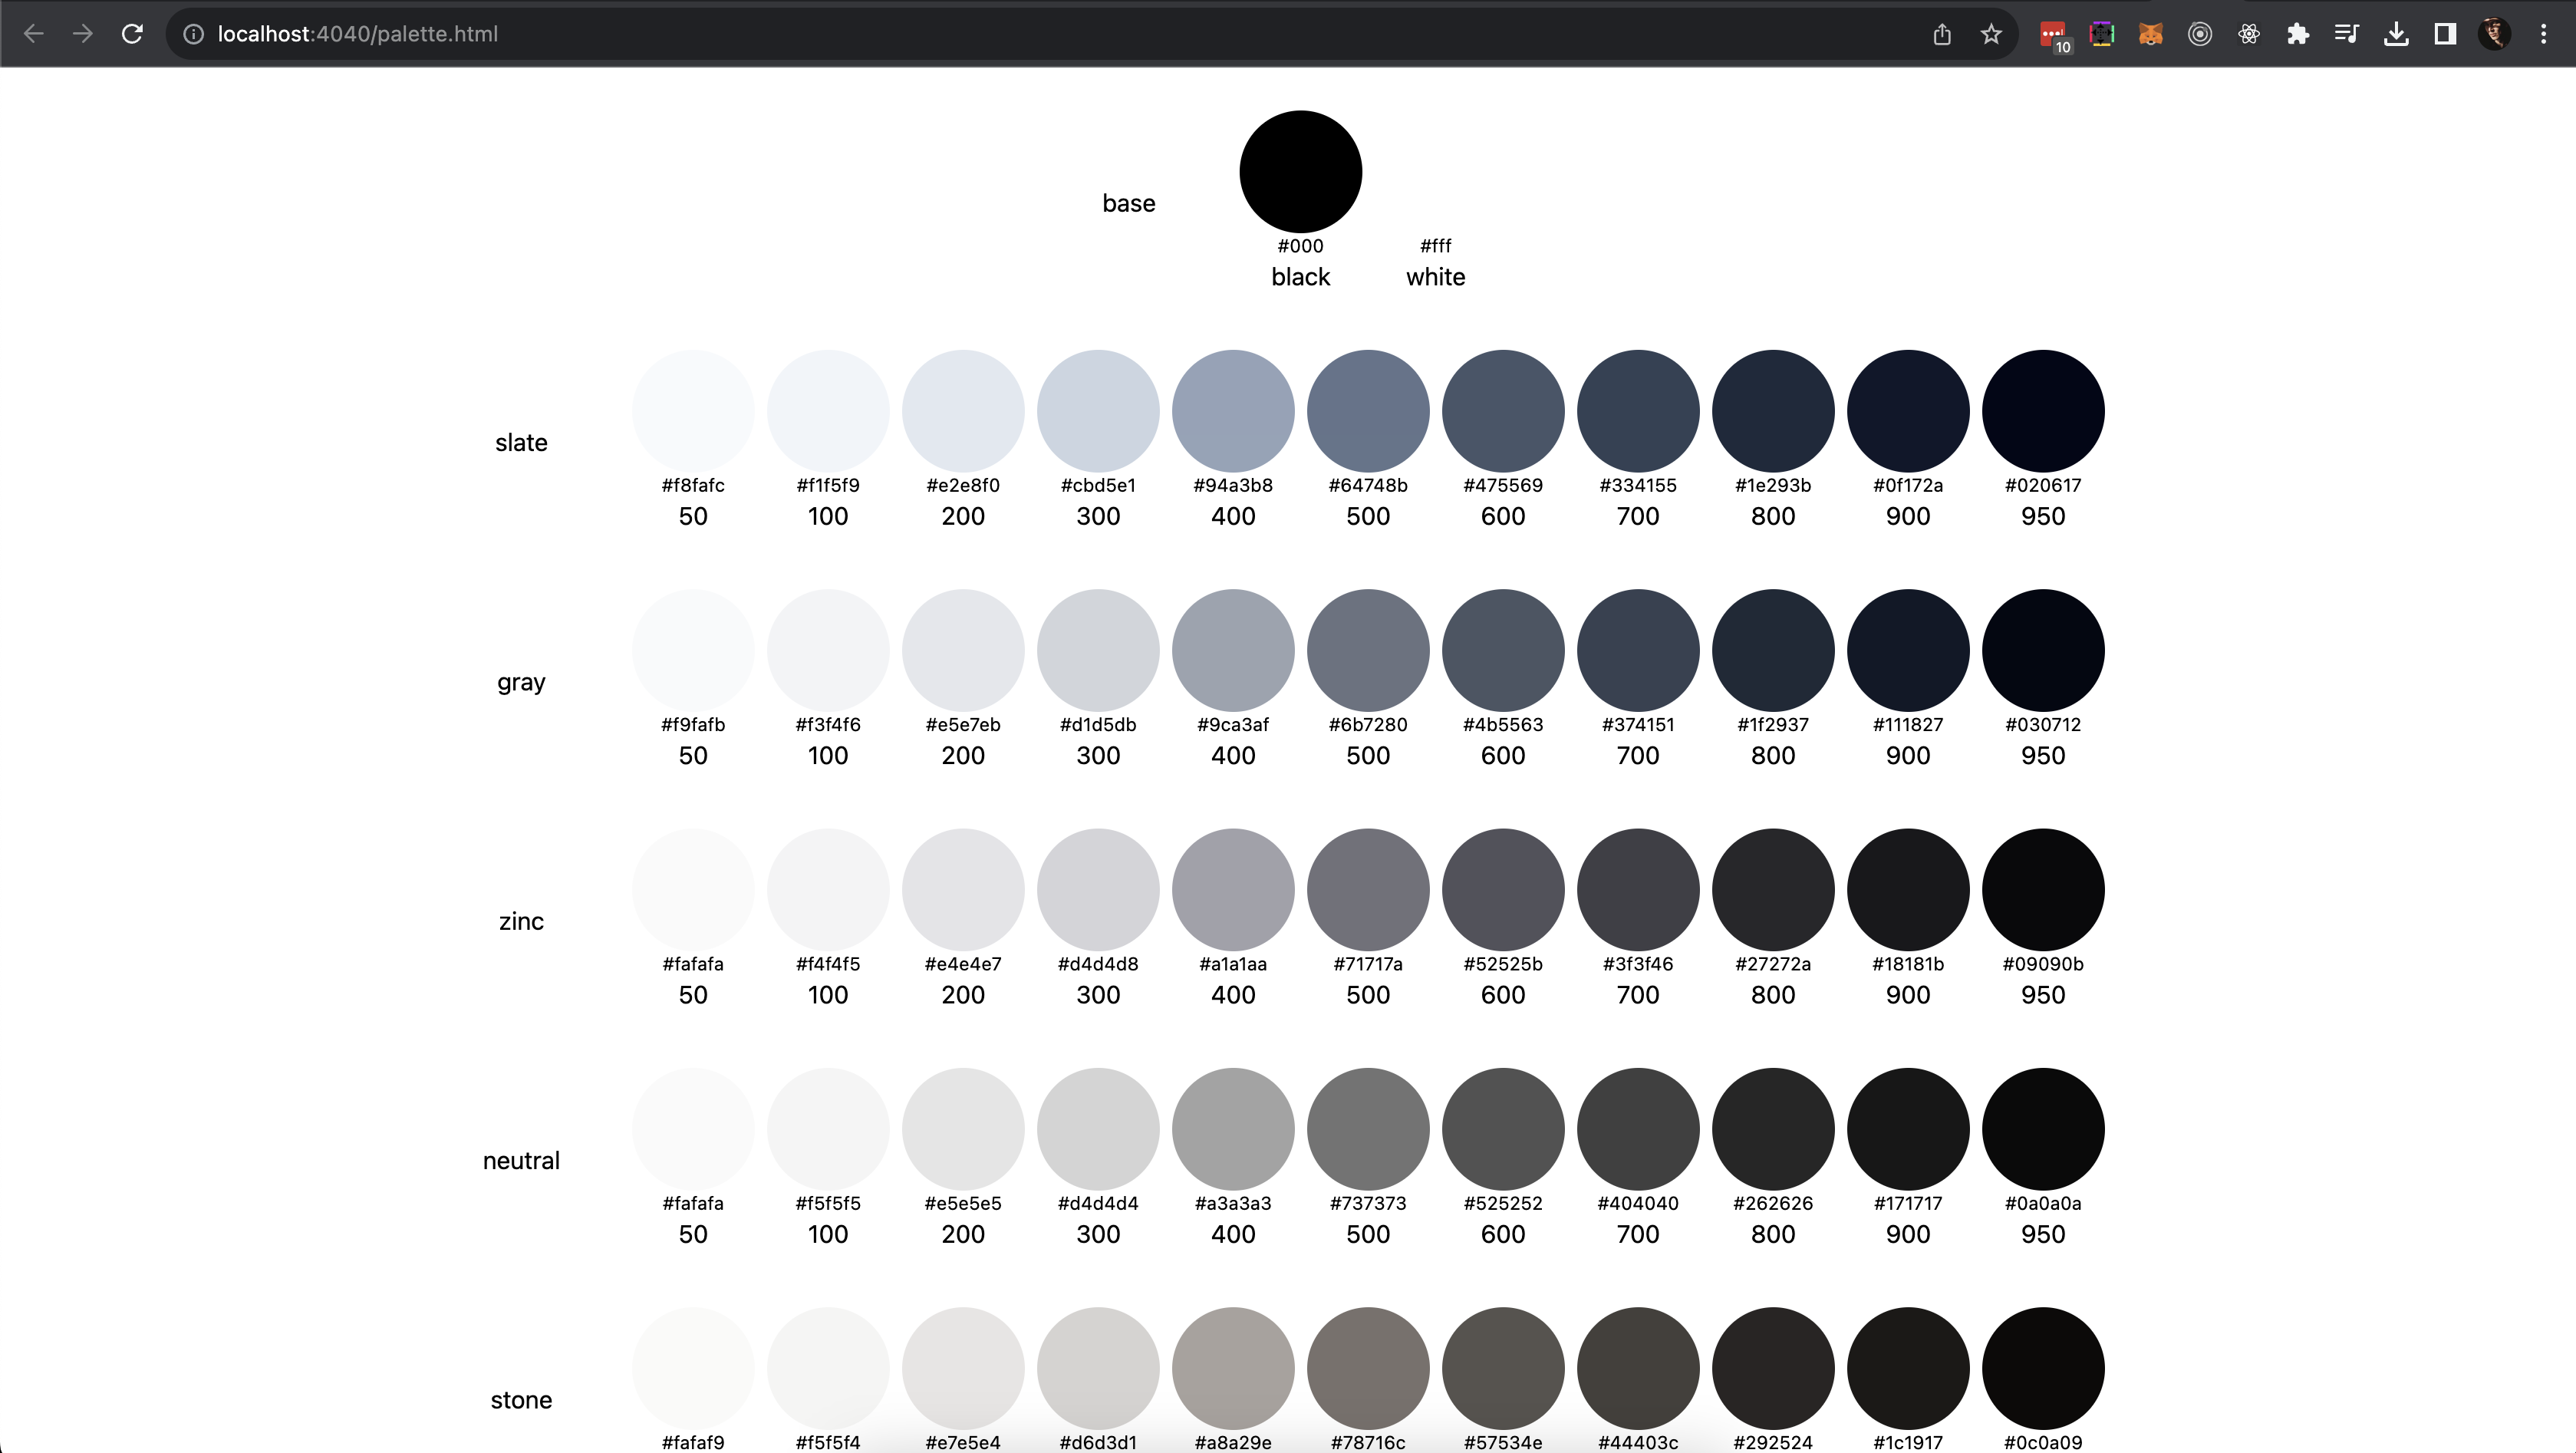 localhost:4040/palette.html
10
base
#000 #fff
black white
slate
#f8fafc #f1f5f9 #e2e8f0 #cbd5e1 #94a3b8 #64748b #475569 #334155 #1e293b #0f172a #020617
50 100 200 300 400 500 600 700 800 900 950
gray
#f9fafb #f3f4f6 #e5e7eb #d1d5db #9ca3af #6b7280 #4b5563 #374151 #1f2937 #111827 #030712
50 100 200 300 400 500 600 700 800 900 950
zinc
#fafafa #f4f4f5 #e4e4e7 #d4d4d8 #a1a1aa #71717a #52525b #3f3f46 #27272a #18181b #09090b
50 100 200 300 400 500 600 700 800 900 950
neutral
#fafafa #f5f5f5 #e5e5e5 #d4d4d4 #a3a3a3 #737373 #525252 #404040 #262626 #171717 #0a0a0a
50 100 200 300 400 500 600 700 800 900 950
stone
#fafaf9 #f5f5f4 #e7e5e4 #d6d3d1 #a8a29e #78716c #57534e #44403c #292524 #1c1917 #0c0a09